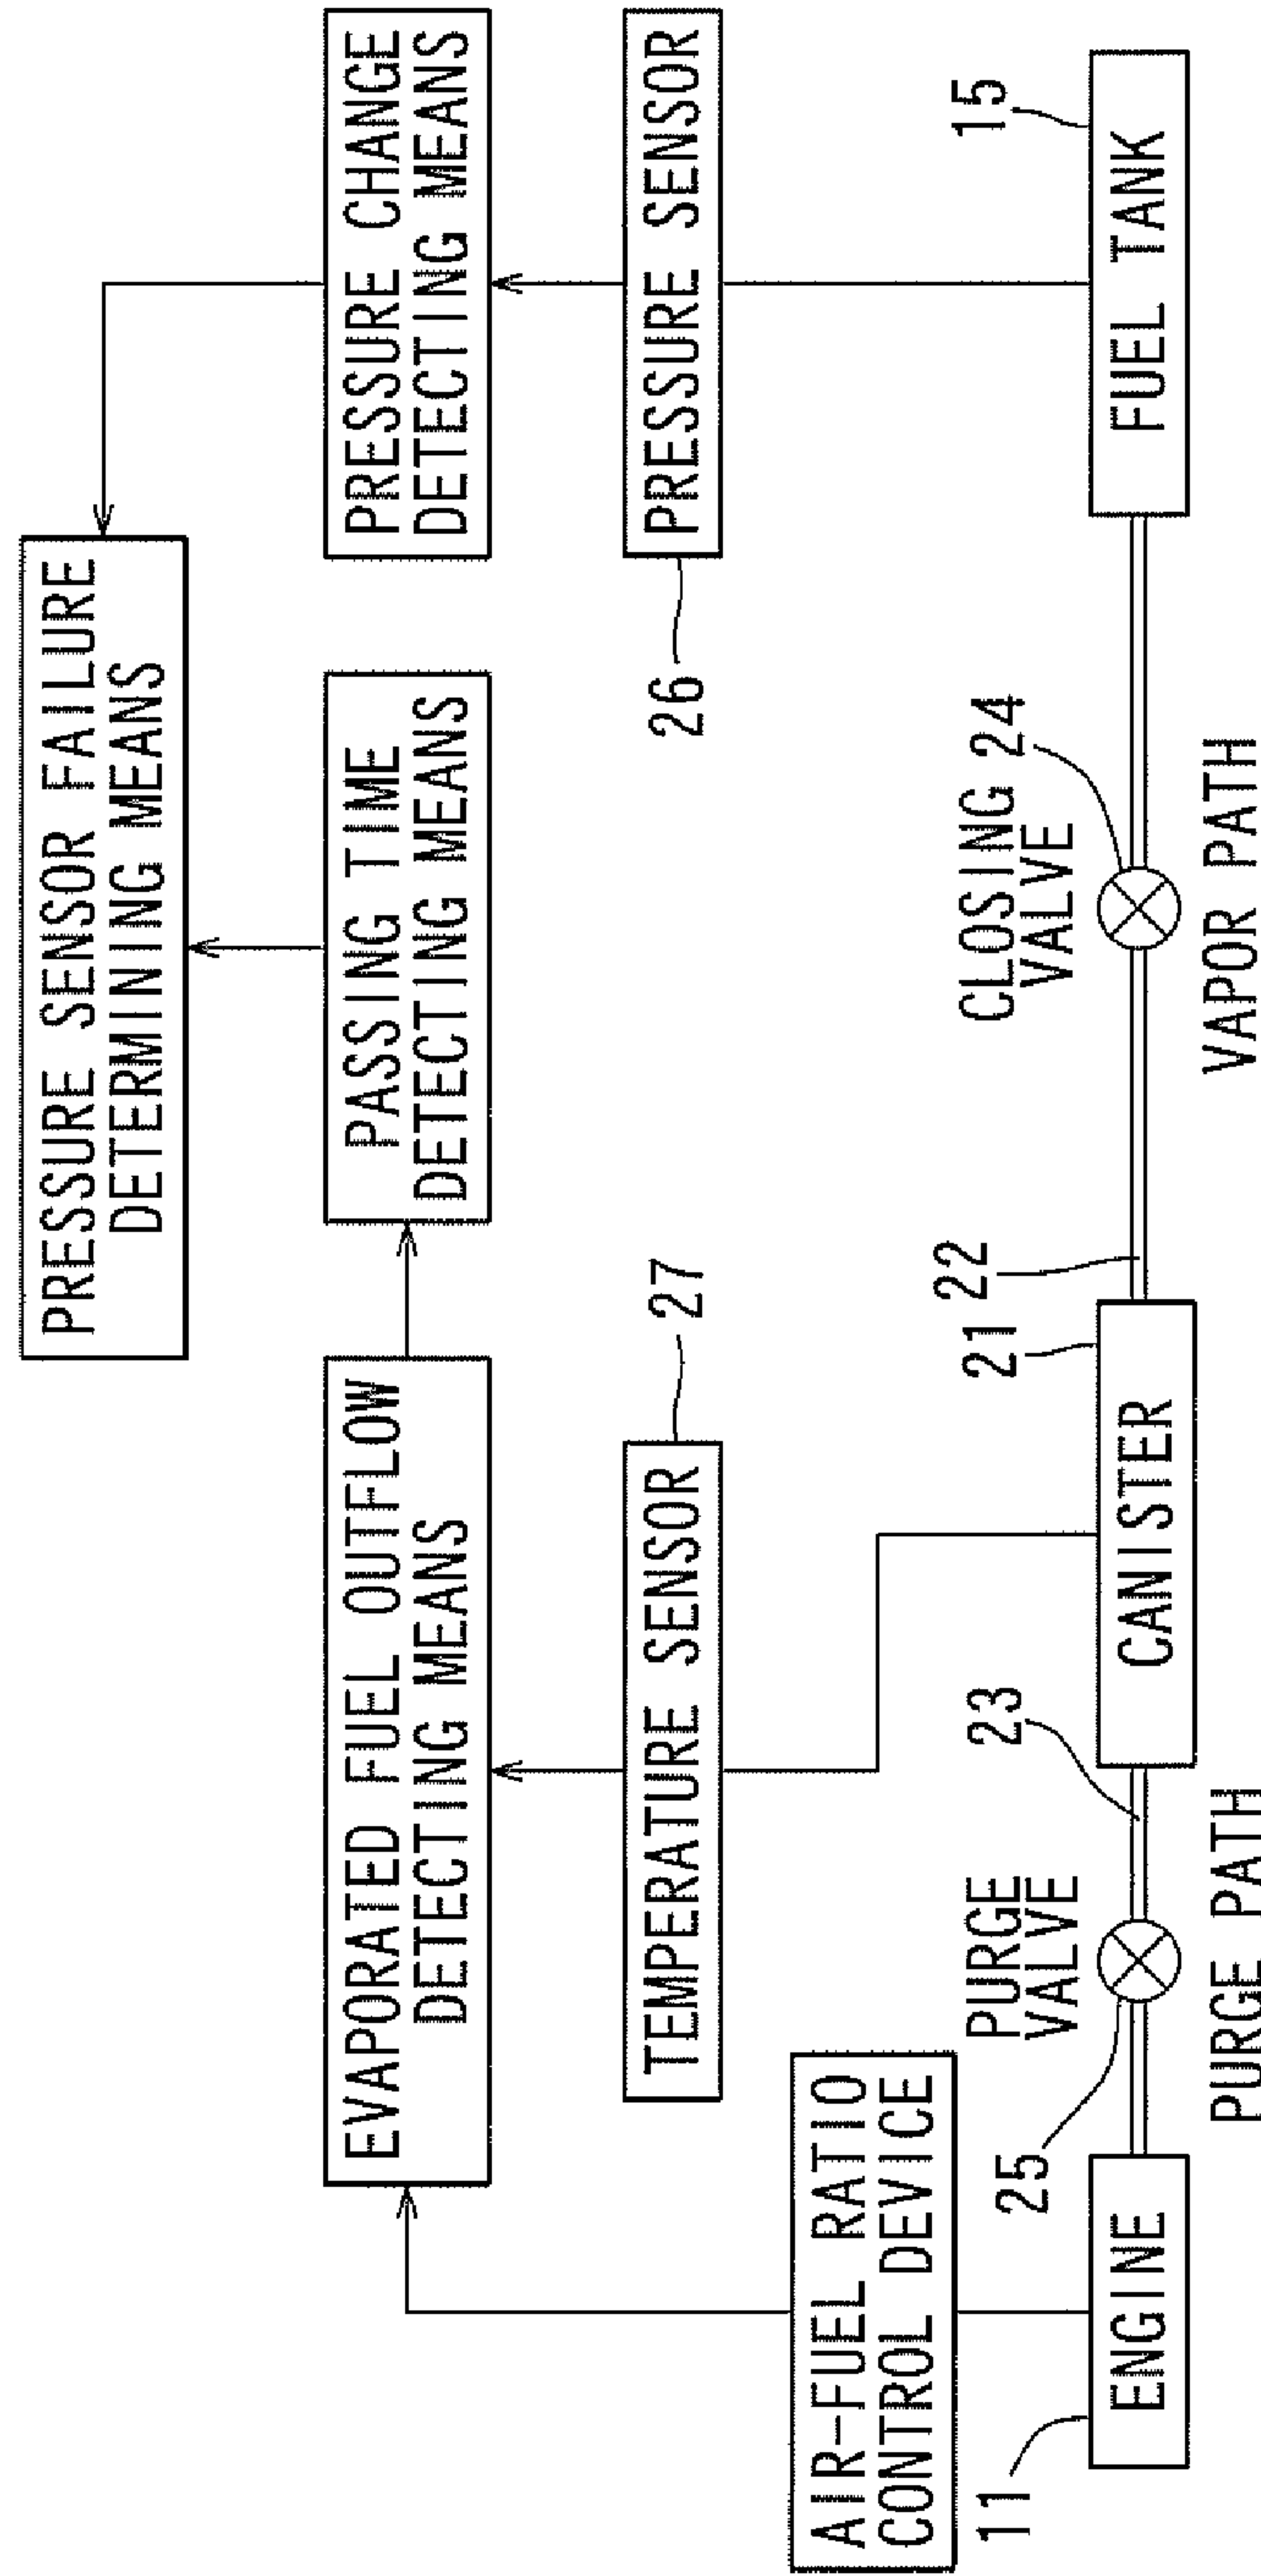 PRESSURE SENSOR FAILURE
DETERMINING MEANS
EVAPORATED FUEL OUTFLOW
DETECTING MEANS
PASSING TIME
DETECTING MEANS
PRESSURE CHANGE
DETECTING MEANS
TEMPERATURE SENSOR
27
26
PRESSURE SENSOR
AIR-FUEL RATIO
CONTROL DEVICE
11
ENGINE
25
PURGE
VALVE
PURGE PATH
23
CANISTER
21
22
CLOSING
VALVE
24
VAPOR PATH
FUEL TANK
15